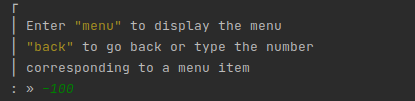 Enter "menu" to display the menu
"back" to go back or type the number
corresponding to a menu item
: » -100